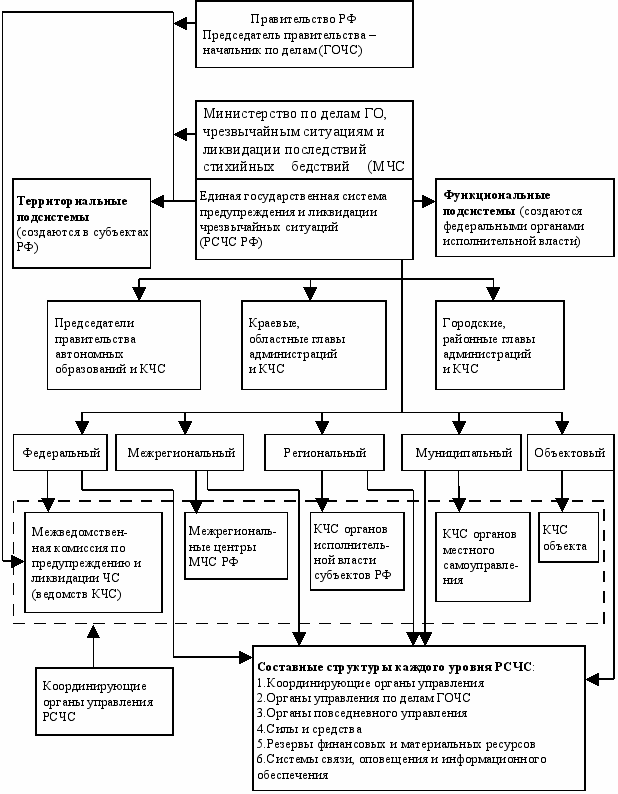 Правительство РФ
Председатель правительства –
начальник по делам (ГОЧС)
Министерство по делам ГО,
чрезвычайным ситуациям и
ликвидации последствий
стихийных бедствий (МЧС
Территориальные
подсистемы
(создаются в субъектах
РФ)
Единая государственная система
предупреждения и ликвидации
чрезвычайных ситуаций
(РСЧС РФ)
Функциональные
подсистемы (создаются
федеральными органами
исполнительной власти)
Председатели
правительства
автономных
образований и КЧС
Краевые,
областные главы
администраций
и КЧС
Городские,
районные главы
администраций
и КЧС
Федеральный
Межрегиональный
Региональный
Муниципальный
Объектовый
Межведомствен-
ная комиссия по
предупреждению и
ликвидации ЧС
(ведомств КЧС)
Межрегиональ-
ные центры
МЧС РФ
КЧС органов
исполнитель-
ной власти
субъектов РФ
КЧС органов
местного
самоуправле-
ния
КЧС
объекта
Координирующие
органы управления
РСЧС
Составные структуры каждого уровня РСЧС:
1.Координирующие органы управления
2.Органы управления по делам ГОЧС
3.Органы повседневного управления
4.Силы и средства
5.Резервы финансовых и материальных ресурсов
6.Системы связи, оповещения и информационного
обеспечения